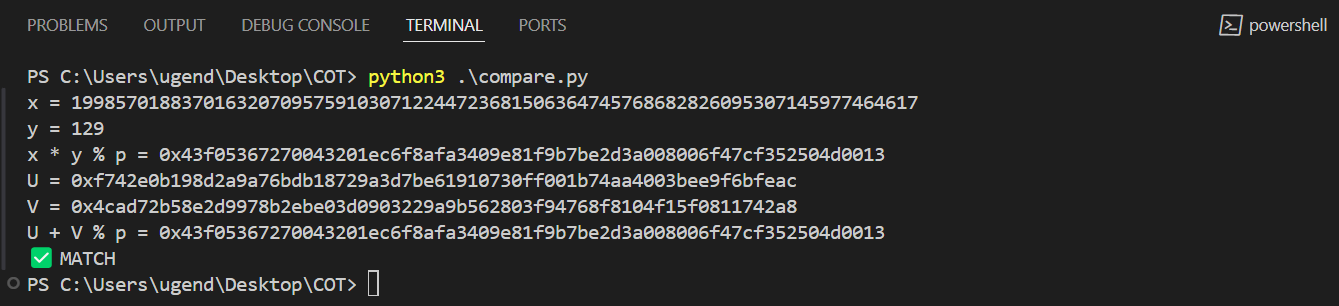 PROBLEMS OUTPUT DEBUG CONSOLE TERMINAL PORTS powershell
PS C:\Users\ugend\Desktop\COT> python3 .\compare.py
x = 19985701883701632070957591030712244723681506364745768682826095307145977464617
y = 129
x * y % p = 0x43f05367270043201ec6f8afa3409e81f9b7be2d3a008006f47cf352504d0013
U = 0xf742e0b198d2a9a76bdb18729a3d7be61910730ff001b74aa4003bee9f6bfeac
V = 0x4cad72b58e2d9978b2ebe03d0903229a9b562803f94768f8104f15f0811742a8
U + V % p = 0x43f05367270043201ec6f8afa3409e81f9b7be2d3a008006f47cf352504d0013
✅ MATCH
PS C:\Users\ugend\Desktop\COT>